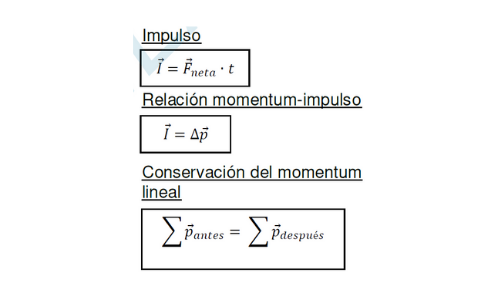 Impulso
$\vec{I} = \vec{F}_{neta} \cdot t$
Relación momentum-impulso
$\vec{I} = \Delta\vec{p}$
Conservación del momentum
lineal
$\sum \vec{p}_{antes} = \sum \vec{p}_{después}$